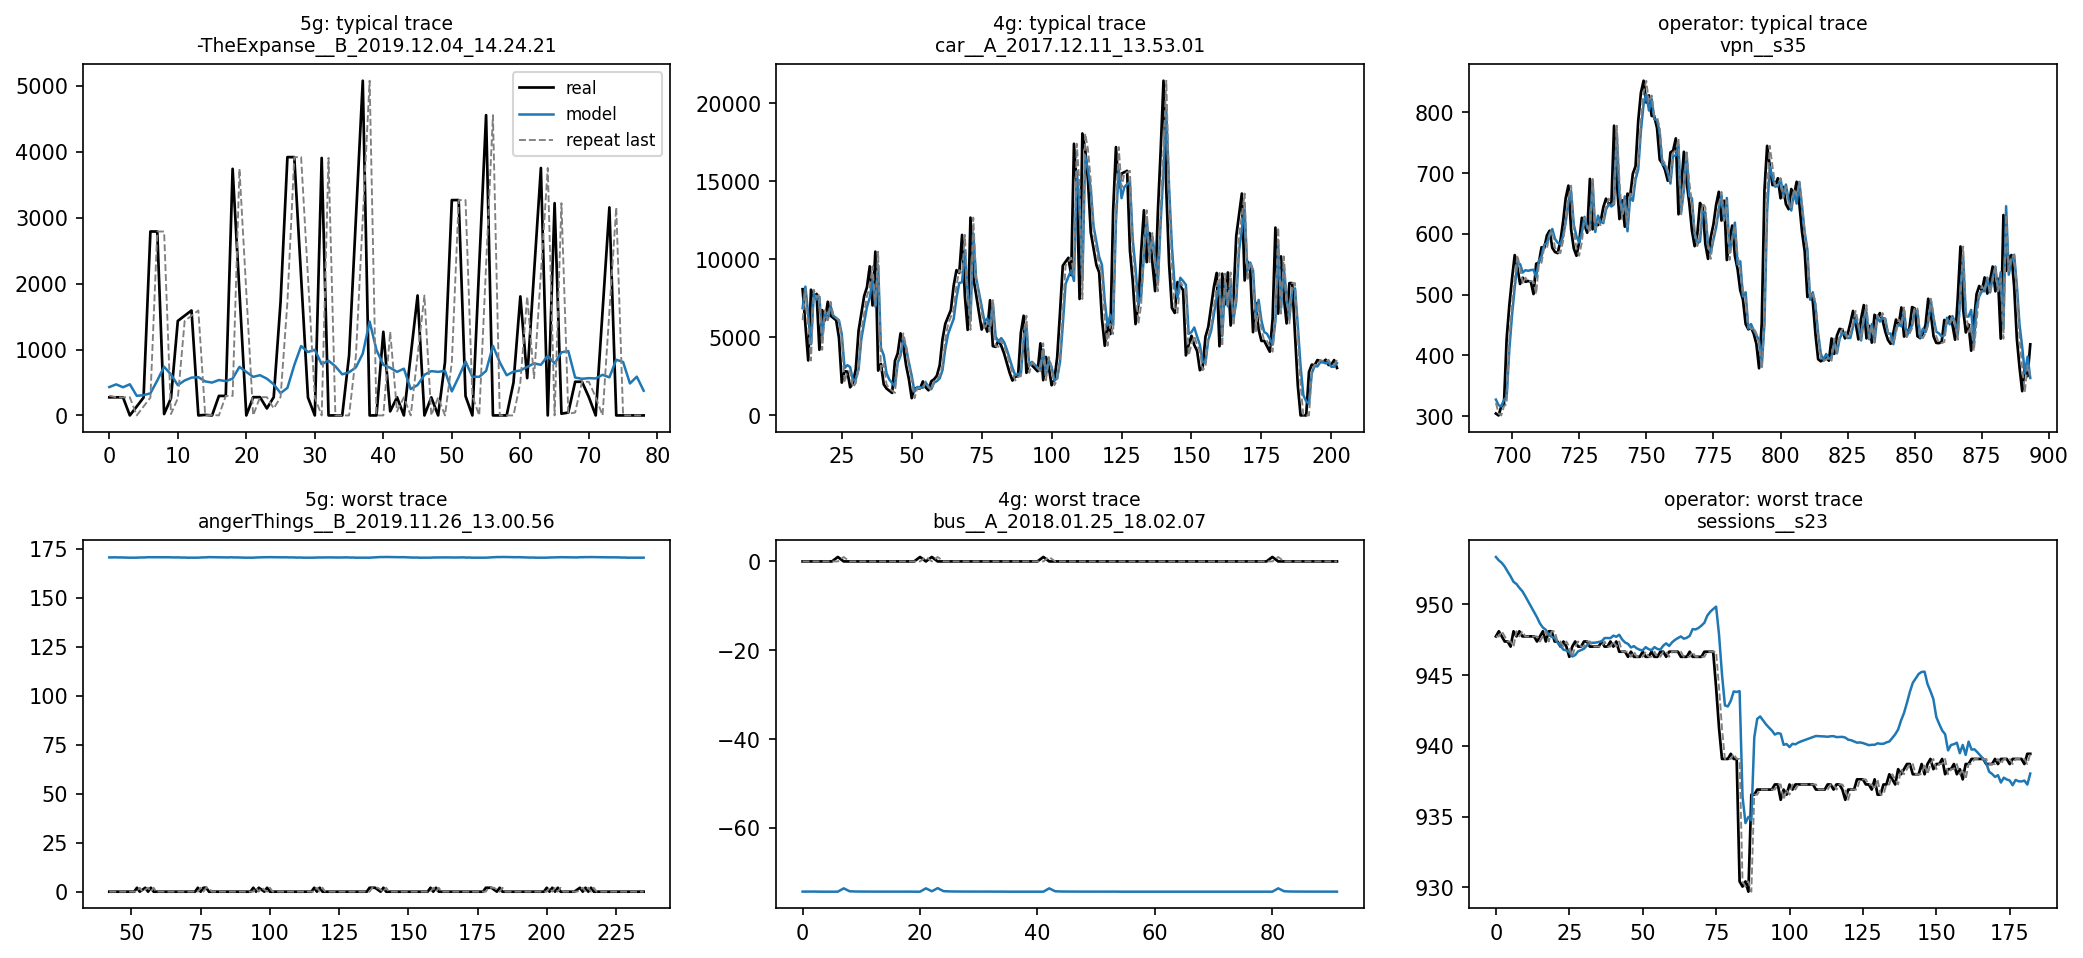 5g: typical trace
-TheExpanse__B_2019.12.04_14.24.21
5000
4000
3000
2000
1000
0
0 10 20 30 40 50 60 70 80
real
model
repeat last
4g: typical trace
car__A_2017.12.11_13.53.01
20000
15000
10000
5000
0
25 50 75 100 125 150 175 200
operator: typical trace
vpn__s35
800
700
600
500
400
300
700 725 750 775 800 825 850 875 900
5g: worst trace
angerThings__B_2019.11.26_13.00.56
175
150
125
100
75
50
25
0
50 75 100 125 150 175 200 225
4g: worst trace
bus__A_2018.01.25_18.02.07
0
−20
−40
−60
0 20 40 60 80
operator: worst trace
sessions__s23
950
945
940
935
930
0 25 50 75 100 125 150 175